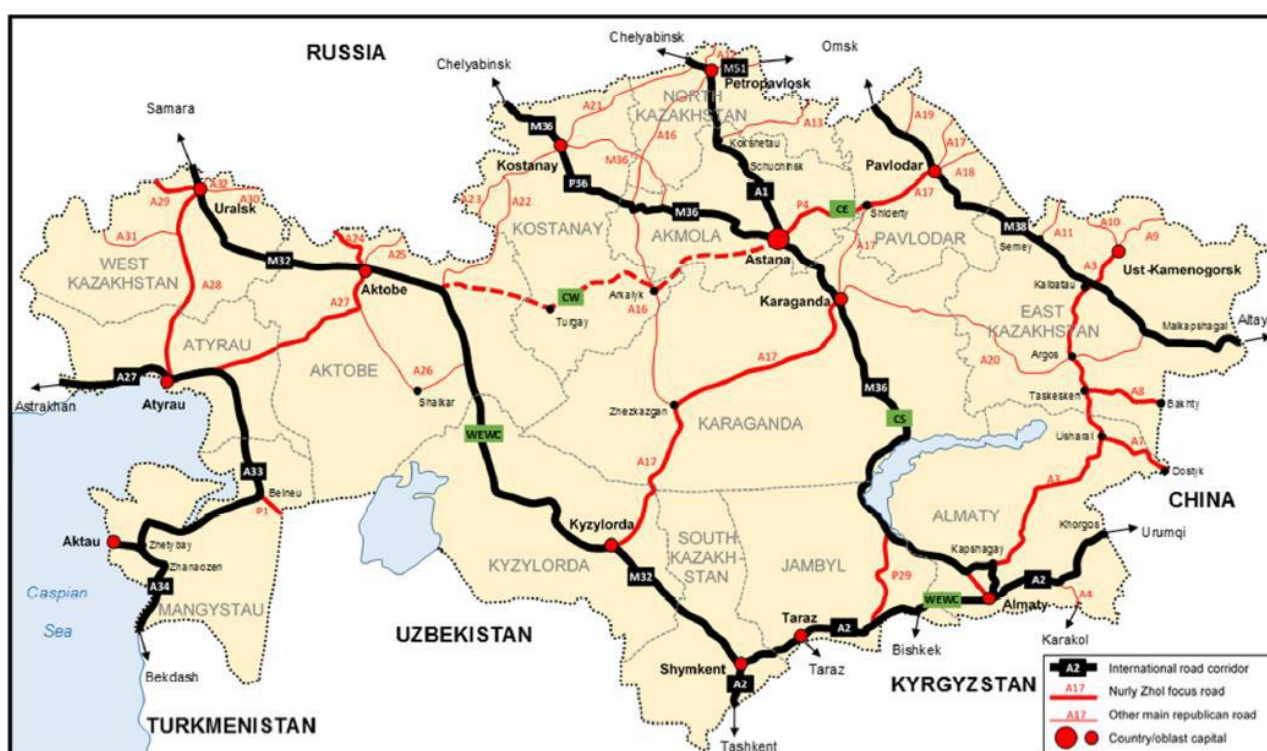 RUSSIA
Chelyabinsk
Omsk
Chelyabinsk
A12
M51
Petropavlosk
Samara
M36
A21
NORTH
KAZAKHSTAN
A16
A13
A19
A17
A18
Kokshetau
Schuchinsk
Kostanay
M36
P36
M36
A1
Pavlodar
A17
A32
A29
A30
Uralsk
A23
A22
P4
CE
Shiderty
KOSTANAY
AKMOLA
Astana
A17
PAVLODAR
M38
Semey
A11
A10
A9
A31
WEST
KAZAKHSTAN
M32
A24
A25
Aktobe
A3
Ust-Kamenogorsk
Kalbatau
A28
A27
CW
Arkalyk
Turgay
A16
Karaganda
EAST
KAZAKHSTAN
Malkapshagai
Altay
ATYRAU
AKTOBE
A26
Shalkar
A17
A20
Argos
M36
A27
Astrakhan
Atyrau
Zhezkazgan
KARAGANDA
CS
Taskesken
A8
Bakhty
WEWC
Usharal
A7
Dostyk
A33
Beineu
P1
A17
A3
CHINA
Aktau
Zhetybay
Zhanaozen
Kyzylorda
SOUTH
KAZAKH-
STAN
ALMATY
Khorgos
Urumqi
Kapshagay
KYZYLORDA
JAMBYL
M32
P29
A34
MANGYSTAU
Caspian
Sea
WEWC
A2
A4
Almaty
UZBEKISTAN
Taraz
A2
Bishkek
Karakol
Shymkent
Taraz
A2
KYRGYZSTAN
Bekdash
TURKMENISTAN
Tashkent
A2 International road corridor
A17 Nurly Zhol focus road
A17 Other main republican road
Country/oblast capital